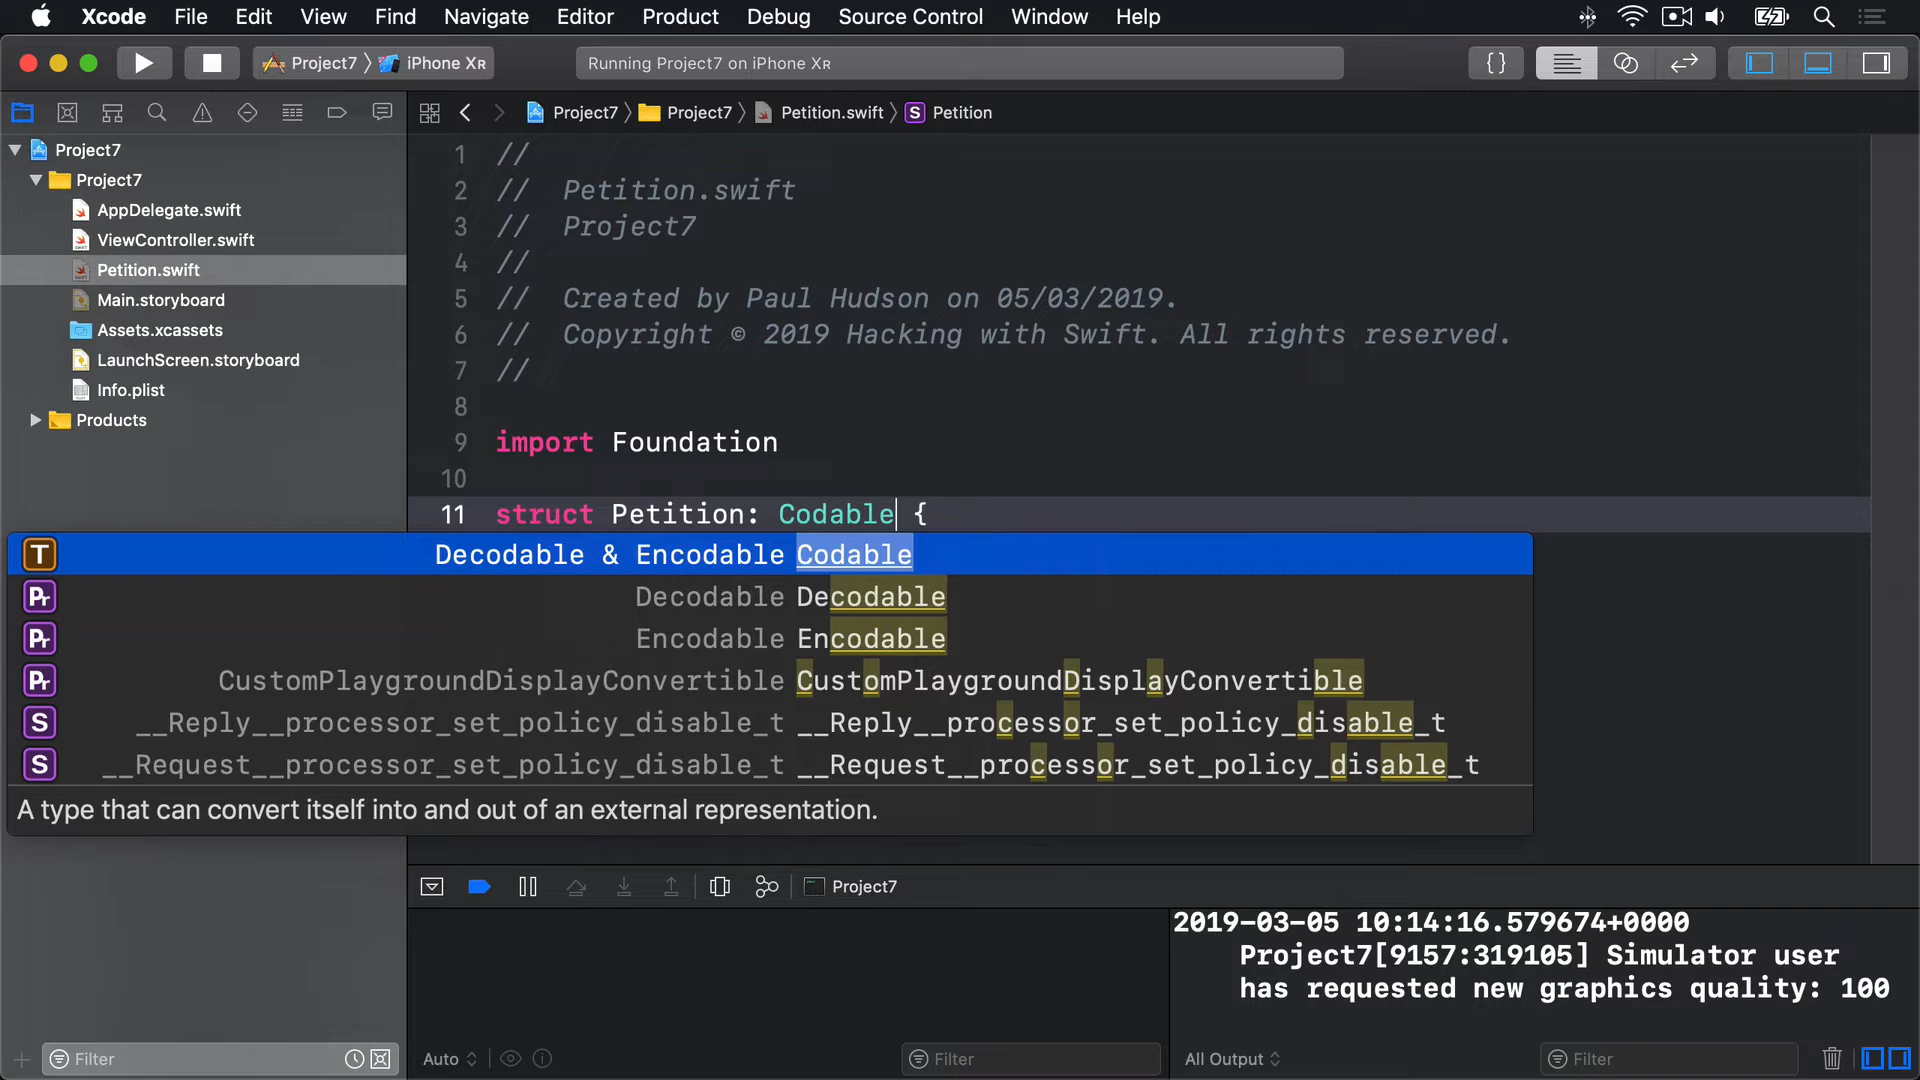 Xcode File Edit View Find Navigate Editor Product Debug Source Control Window Help
Project7 iPhone XR
Running Project7 on iPhone XR
{}
Project7 Project7 Petition.swift S Petition
Project7
Project7
AppDelegate.swift
ViewController.swift
Petition.swift
Main.storyboard
Assets.xcassets
LaunchScreen.storyboard
Info.plist
Products
1 //
2 // Petition.swift
3 // Project7
4 //
5 // Created by Paul Hudson on 05/03/2019.
6 // Copyright © 2019 Hacking with Swift. All rights reserved.
7 //
8
9 import Foundation
10
11 struct Petition: Codable {
T Decodable & Encodable Codable
Pr Decodable Decodable
Pr Encodable Encodable
Pr CustomPlaygroundDisplayConvertible CustomPlaygroundDisplayConvertible
S __Reply__processor_set_policy_disable_t __Reply__processor_set_policy_disable_t
S __Request__processor_set_policy_disable_t __Request__processor_set_policy_disable_t
A type that can convert itself into and out of an external representation.
Project7
2019-03-05 10:14:16.579674+0000
Project7[9157:319105] Simulator user
has requested new graphics quality: 100
Filter
Auto
Filter
All Output
Filter